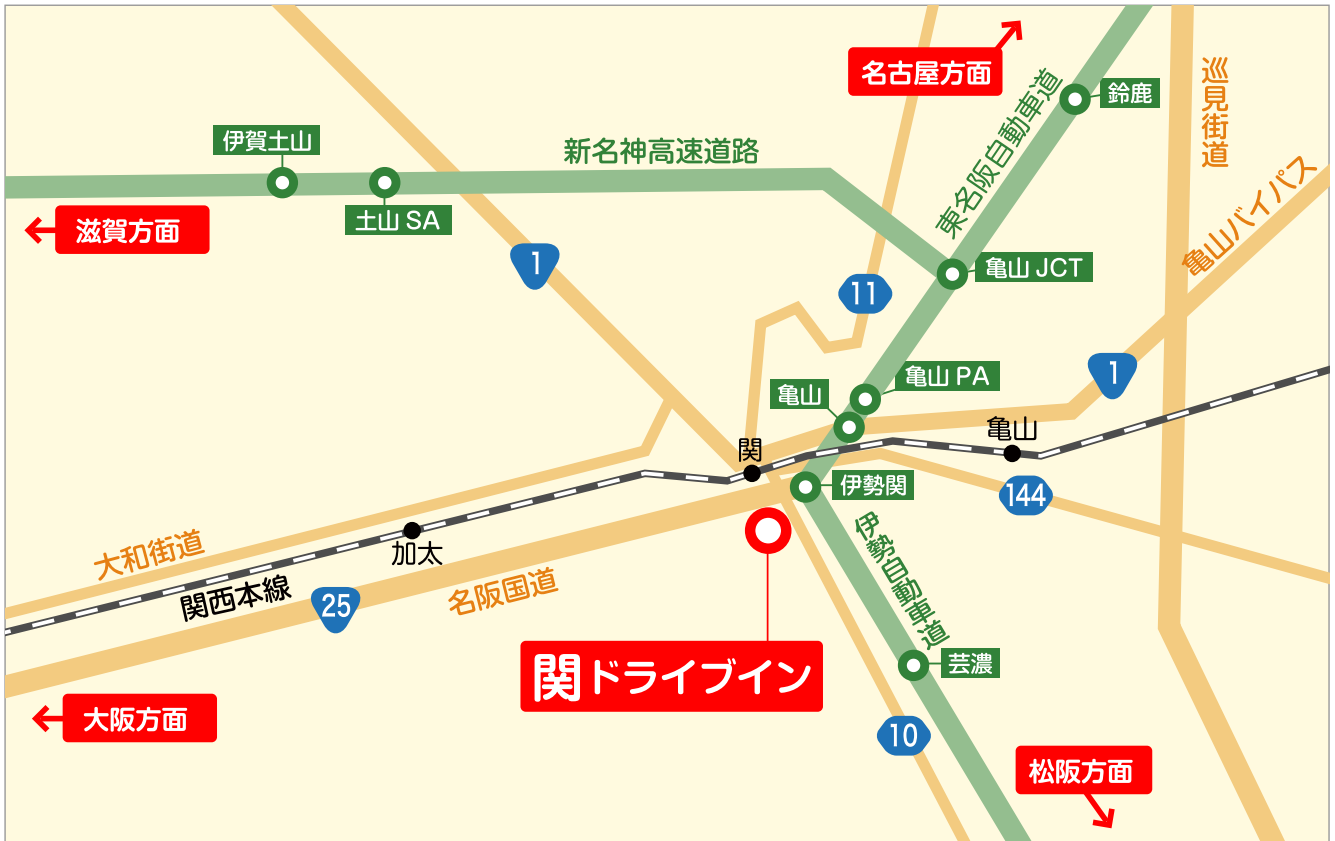 名古屋方面
鈴鹿
巡見街道
伊賀土山
新名神高速道路
東名阪自動車道
土山 SA
滋賀方面
亀山バイパス
1
11
亀山 JCT
亀山 PA
1
亀山
関
亀山
伊勢関
144
大和街道
加太
伊勢自動車道
関西本線
25
名阪国道
関ドライブイン
芸濃
大阪方面
10
松阪方面